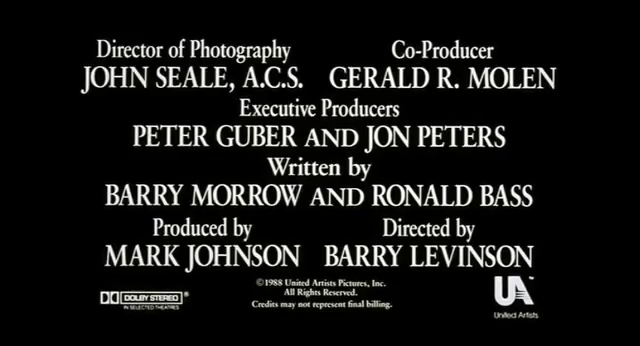 Director of Photography Co-Producer
JOHN SEALE, A.C.S. GERALD R. MOLEN
Executive Producers
PETER GUBER AND JON PETERS
Written by
BARRY MORROW AND RONALD BASS
Produced by Directed by
MARK JOHNSON BARRY LEVINSON
©1988 United Artists Pictures, Inc.
All Rights Reserved.
Credits may not represent final billing.
DOLBY STEREO ®
IN SELECTED THEATRES
UA ™
United Artists